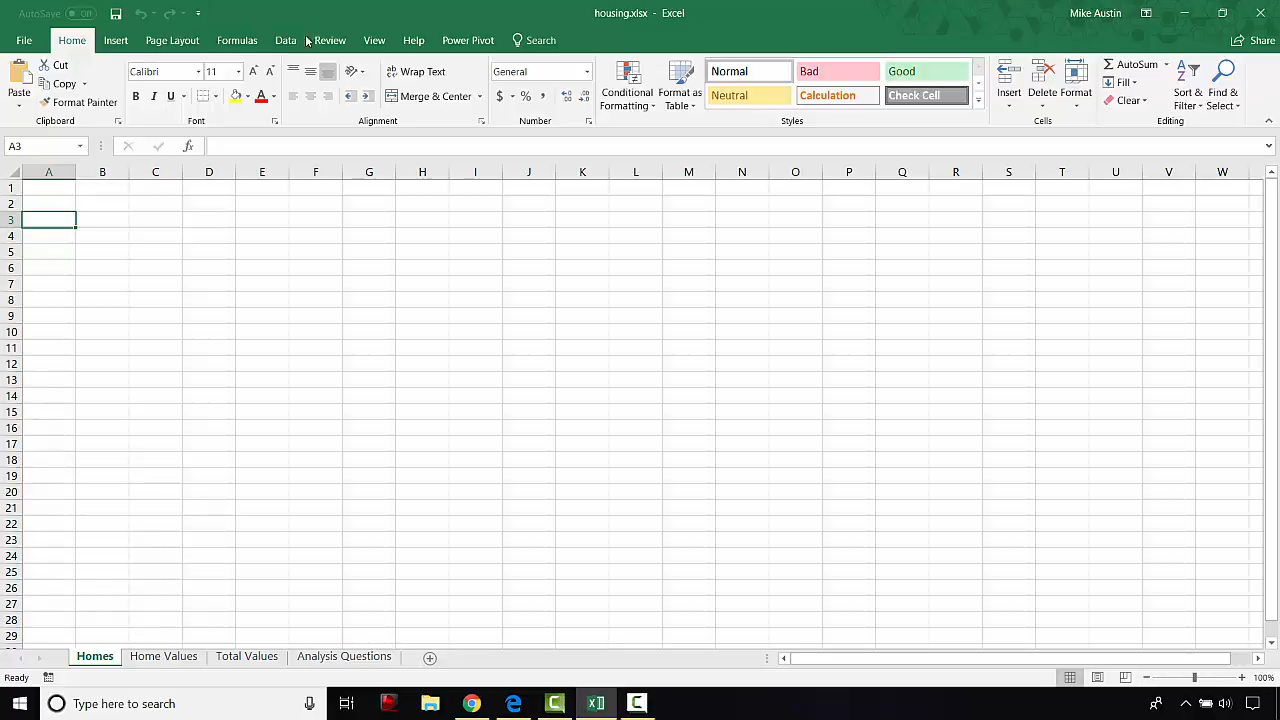 AutoSave Off housing.xlsx - Excel Mike Austin
File Home Insert Page Layout Formulas Data Review View Help Power Pivot Search Share
Cut Calibri 11 A A Wrap Text General Normal Bad Good AutoSum
Paste Copy Conditional Format as Insert Delete Format Fill Sort & Find &
Format Painter B I U A Merge & Center $ % , Formatting Table Neutral Calculation Check Cell Clear Filter Select
Clipboard Font Alignment Number Styles Cells Editing
A3 fx
A B C D E F G H I J K L M N O P Q R S T U V W
1
2
3
4
5
6
7
8
9
10
11
12
13
14
15
16
17
18
19
20
21
22
23
24
25
26
27
28
29
Homes Home Values Total Values Analysis Questions
Ready 100%
Type here to search